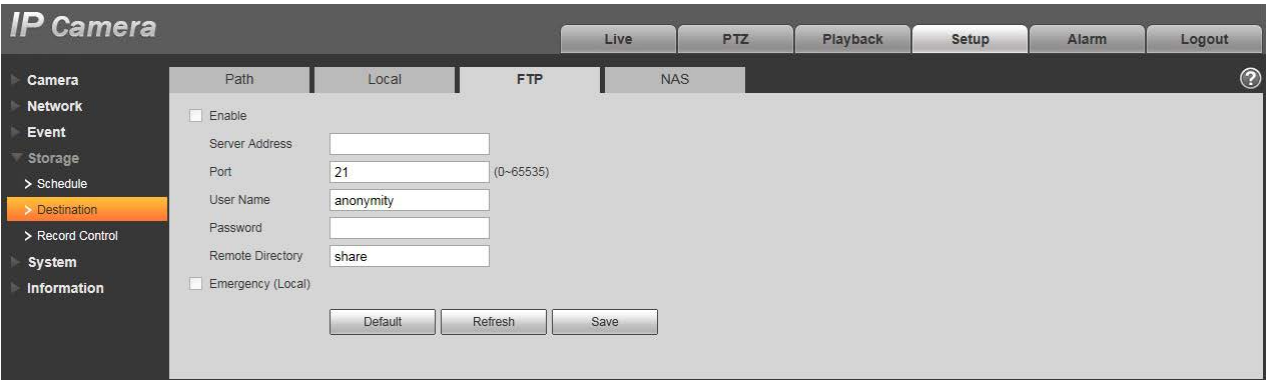 IP Camera
Live PTZ Playback Setup Alarm Logout
Camera
Network
Event
Storage
> Schedule
> Destination
> Record Control
System
Information
Path Local FTP NAS
?
Enable
Server Address
Port 21 (0~65535)
User Name anonymity
Password
Remote Directory share
Emergency (Local)
Default Refresh Save